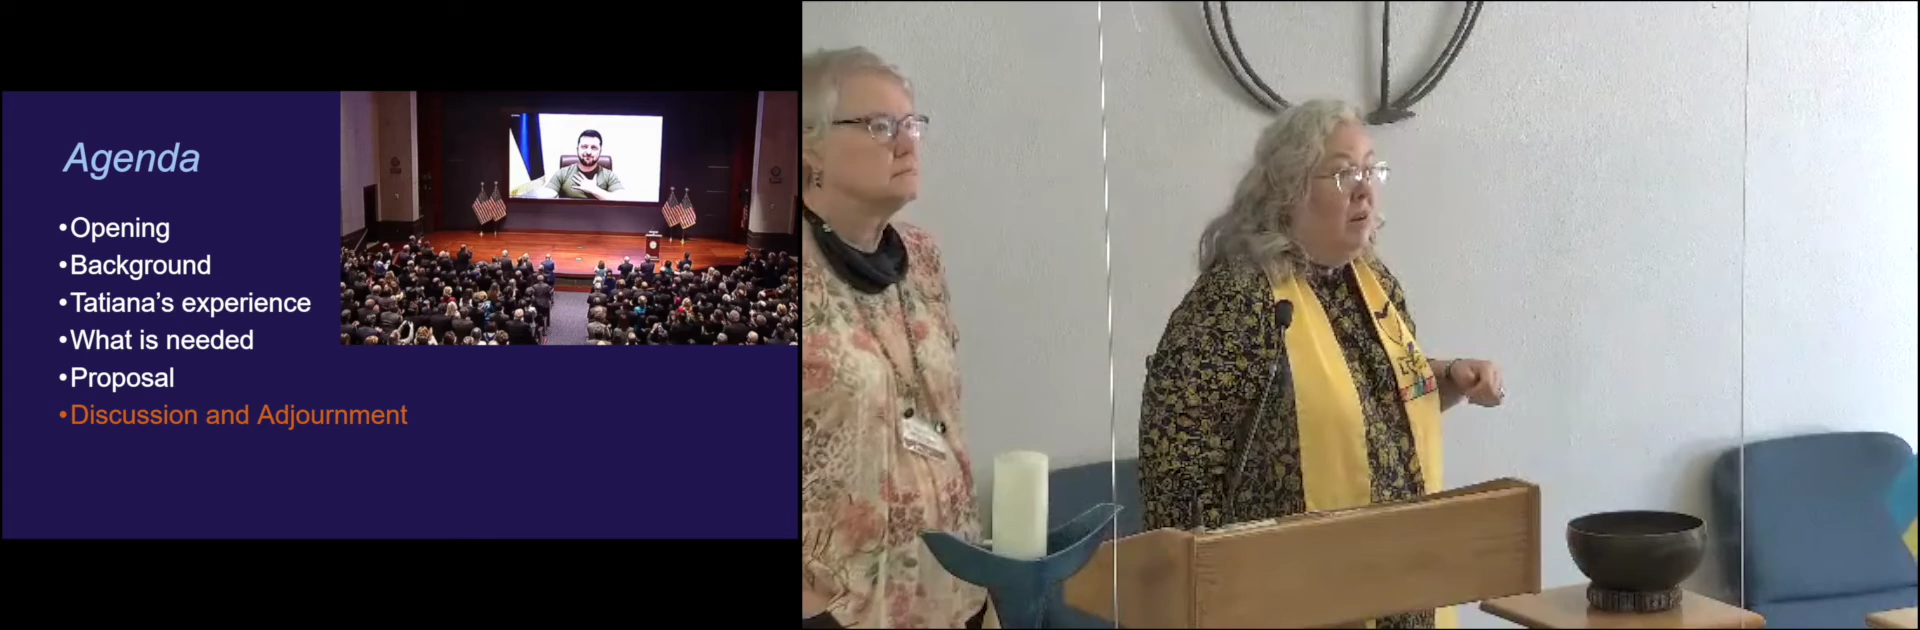 Agenda
•Opening
•Background
•Tatiana’s experience
•What is needed
•Proposal
•Discussion and Adjournment